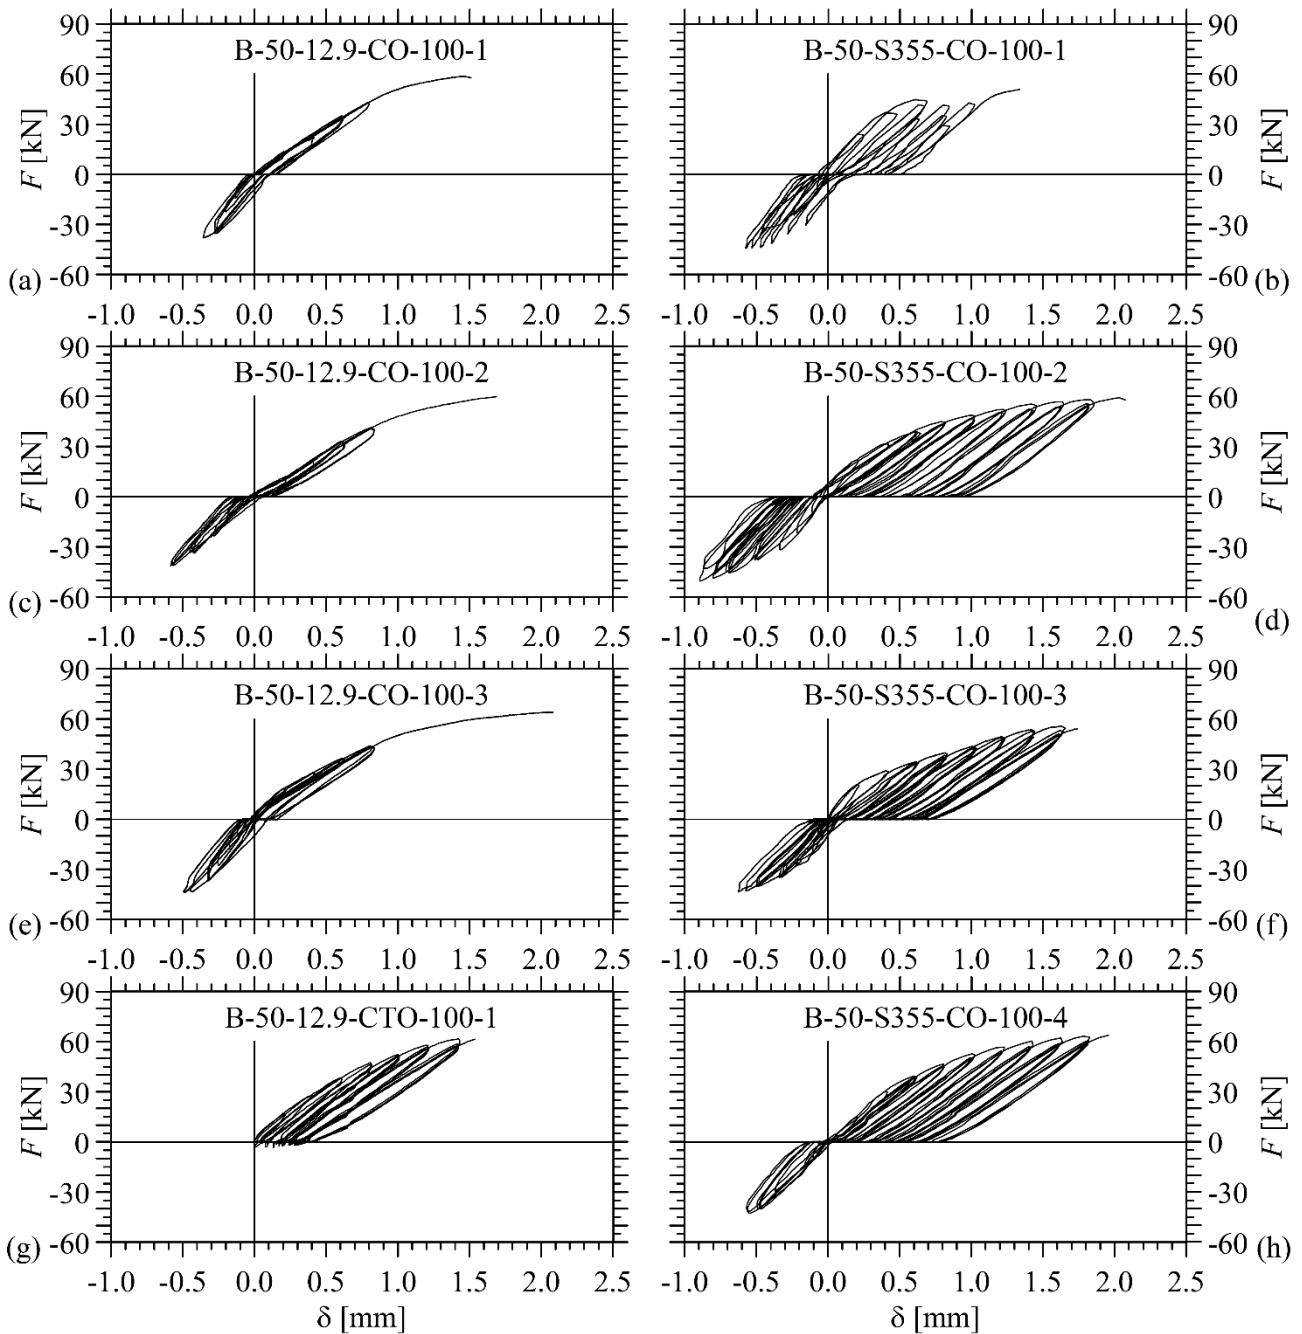 90
60
30
0
-30
-60
F [kN]
B-50-12.9-CO-100-1
(a)
-1.0 -0.5 0.0 0.5 1.0 1.5 2.0 2.5
B-50-S355-CO-100-1
90
60
30
0
-30
-60
F [kN]
(b)
-1.0 -0.5 0.0 0.5 1.0 1.5 2.0 2.5
90
60
30
0
-30
-60
F [kN]
B-50-12.9-CO-100-2
(c)
-1.0 -0.5 0.0 0.5 1.0 1.5 2.0 2.5
B-50-S355-CO-100-2
90
60
30
0
-30
-60
F [kN]
(d)
-1.0 -0.5 0.0 0.5 1.0 1.5 2.0 2.5
90
60
30
0
-30
-60
F [kN]
B-50-12.9-CO-100-3
(e)
-1.0 -0.5 0.0 0.5 1.0 1.5 2.0 2.5
B-50-S355-CO-100-3
90
60
30
0
-30
-60
F [kN]
(f)
-1.0 -0.5 0.0 0.5 1.0 1.5 2.0 2.5
90
60
30
0
-30
-60
F [kN]
B-50-12.9-CTO-100-1
(g)
-1.0 -0.5 0.0 0.5 1.0 1.5 2.0 2.5
δ [mm]
B-50-S355-CO-100-4
90
60
30
0
-30
-60
F [kN]
(h)
-1.0 -0.5 0.0 0.5 1.0 1.5 2.0 2.5
δ [mm]